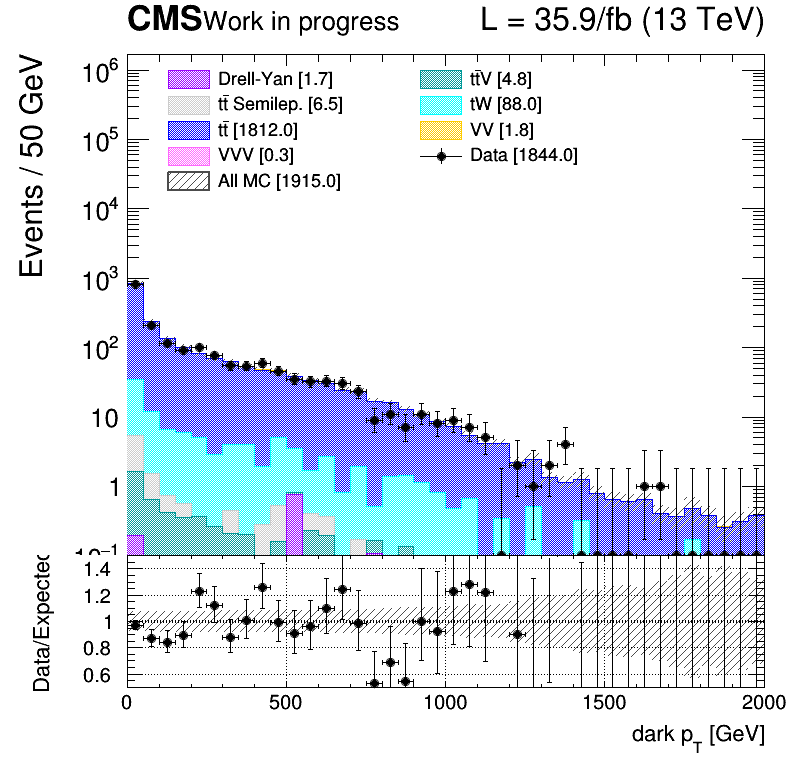 CMS Work in progress L = 35.9/fb (13 TeV)
Events / 50 GeV
10⁶
10⁵
10⁴
10³
10²
10
1
10⁻¹
Drell-Yan [1.7]
tt̄ Semilep. [6.5]
tt̄ [1812.0]
VVV [0.3]
All MC [1915.0]
tt̄V [4.8]
tW [88.0]
VV [1.8]
Data [1844.0]
Data/Expected
1.4
1.2
1
0.8
0.6
0 500 1000 1500 2000
dark p_T [GeV]